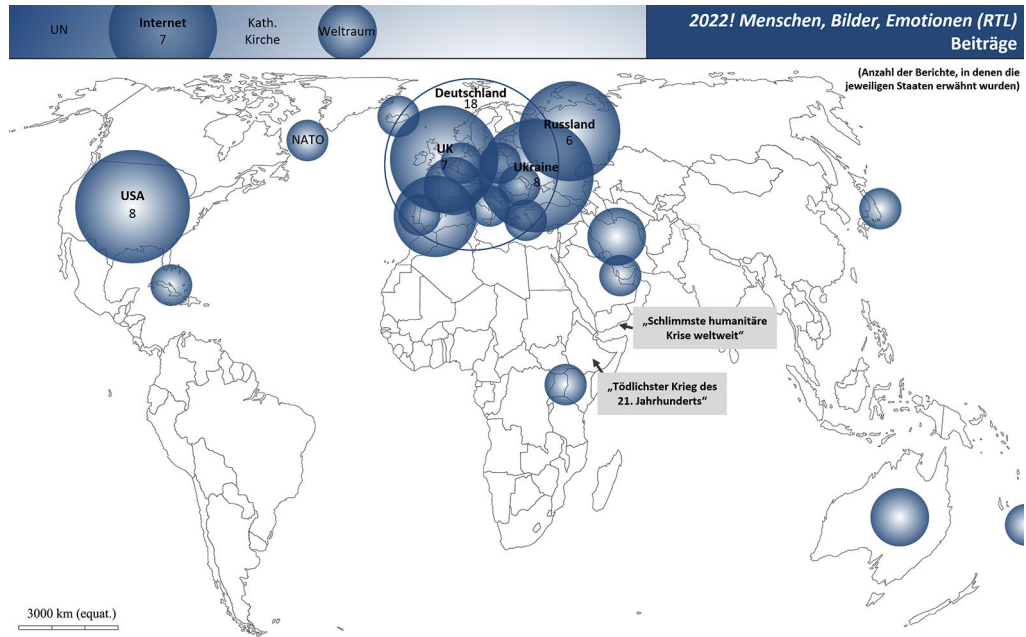 UN
Internet
7
Kath.
Kirche
Weltraum
2022! Menschen, Bilder, Emotionen (RTL)
Beiträge
(Anzahl der Berichte, in denen die
jeweiligen Staaten erwähnt wurden)
Deutschland
18
Russland
6
NATO
UK
7
Ukraine
8
USA
8
„Schlimmste humanitäre
Krise weltweit“
„Tödlichster Krieg des
21. Jahrhunderts“
3000 km (equat.)